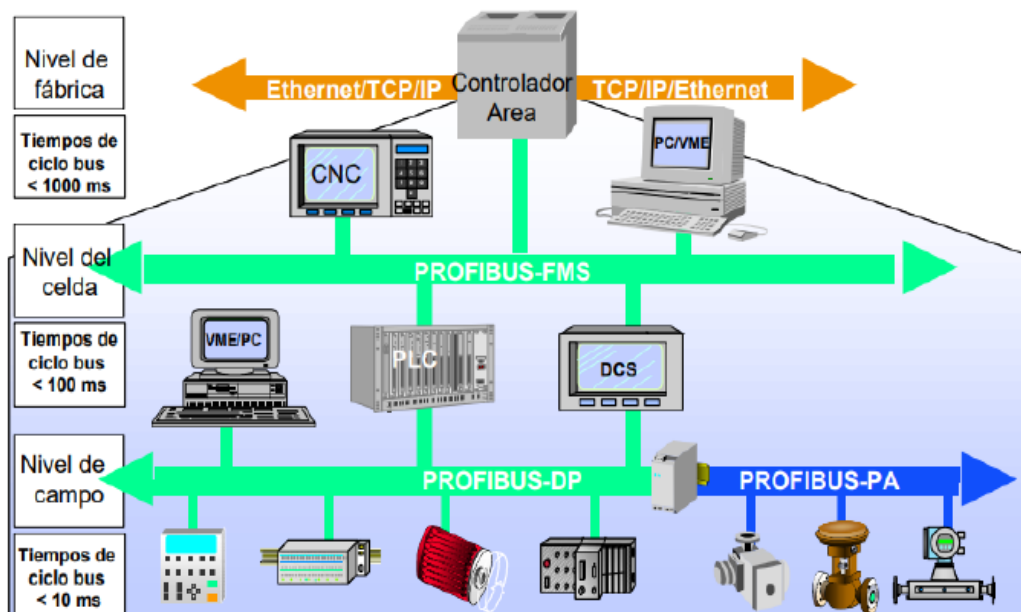 Nivel de
fábrica
Ethernet/TCP/IP
Controlador
Area
TCP/IP/Ethernet
Tiempos de
ciclo bus
< 1000 ms
CNC
PC/VME
Nivel del
celda
PROFIBUS-FMS
Tiempos de
ciclo bus
< 100 ms
VME/PC
PLC
DCS
Nivel de
campo
PROFIBUS-DP
PROFIBUS-PA
Tiempos de
ciclo bus
< 10 ms